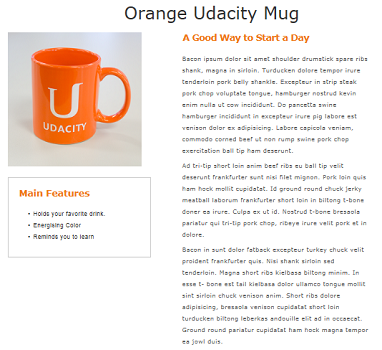 Orange Udacity Mug
U
UDACITY
Main Features
Holds your favorite drink.
Energising Color
Reminds you to learn
A Good Way to Start a Day
Bacon ipsum dolor sit amet shoulder drumstick spare ribs
shank, magna in sirloin. Turducken dolore tempor irure
tenderloin pork belly shankle. Excepteur in strip steak
pork chop voluptate tongue, hamburger nostrud kevin
enim nulla ut cow incididunt. Do pancetta swine
hamburger incididunt in excepteur irure pig labore est
venison dolor ex adipisicing. Labore capicola veniam,
commodo corned beef ut non rump swine pork chop
exercitation ball tip ham deserunt.
Ad tri-tip short loin anim beef ribs eu ball tip velit
deserunt frankfurter sunt nisi filet mignon. Pork loin quis
ham hock mollit cupidatat. Id ground round chuck jerky
meatball laborum frankfurter short loin in biltong t-bone
doner ea irure. Culpa ex ut id. Nostrud t-bone bresaola
pariatur qui tri-tip pork chop, ribeye irure velit pork et in
dolore.
Bacon in sunt dolor fatback excepteur turkey chuck velit
proident frankfurter quis. Nisi shank sirloin sed
tenderloin. Magna short ribs kielbasa biltong minim. In
esse t- bone est tail kielbasa dolor ullamco tongue mollit
sint sirloin chuck venison anim. Short ribs dolore
adipisicing, bresaola venison cupidatat short loin
turducken biltong leberkas andouille elit ad in occaecat.
Ground round pariatur cupidatat ham hock magna tempor
ea jowl duis.